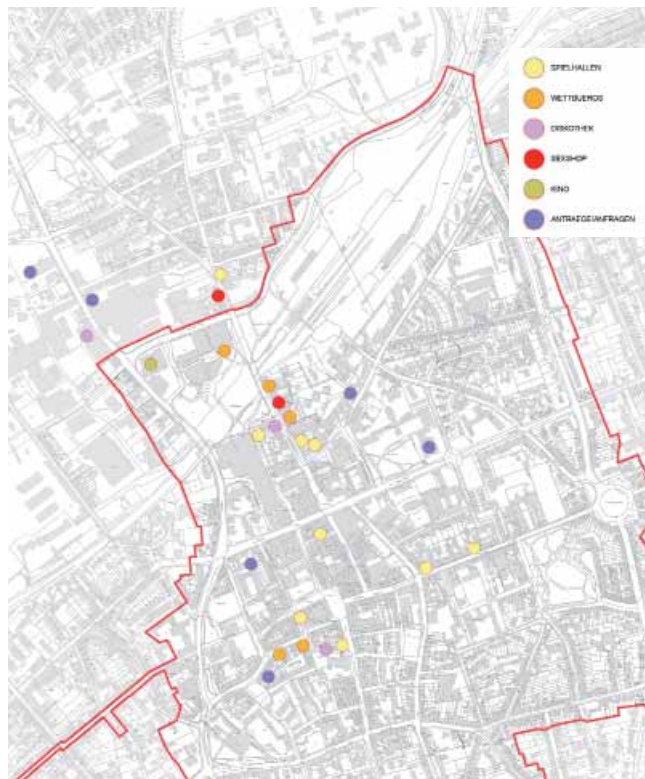 SPIELHALLEN
WETTBUEROS
DISKOTHEK
SEXSHOP
KINO
ANTRAEGE/ANFRAGEN